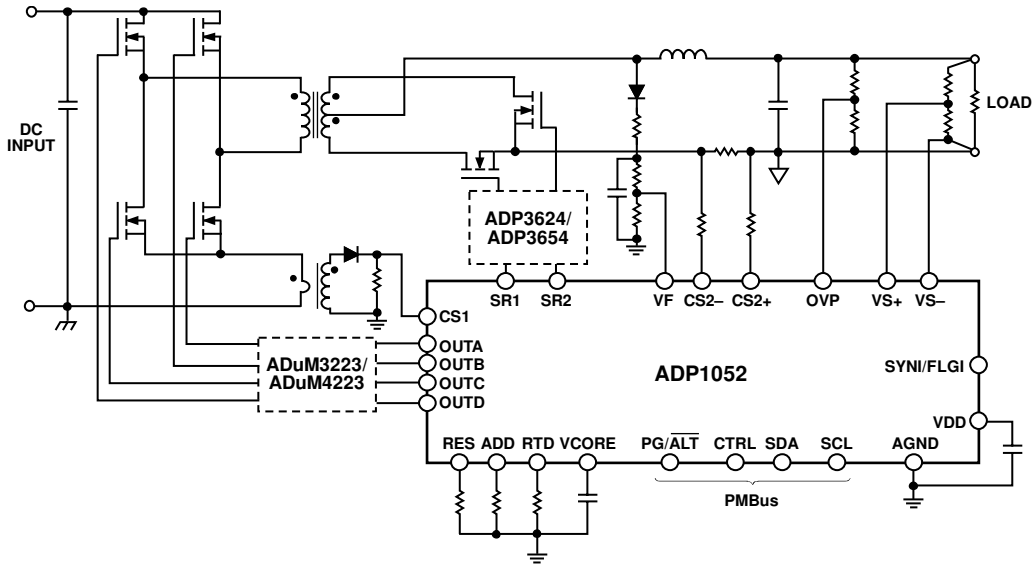 DC
INPUT
LOAD
ADP3624/
ADP3654
SR1 SR2 VF CS2– CS2+ OVP VS+ VS–
CS1
OUTA
OUTB
OUTC
OUTD
ADuM3223/
ADuM4223
ADP1052
SYNI/FLGI
VDD
RES ADD RTD VCORE PG/ALT CTRL SDA SCL AGND
PMBus